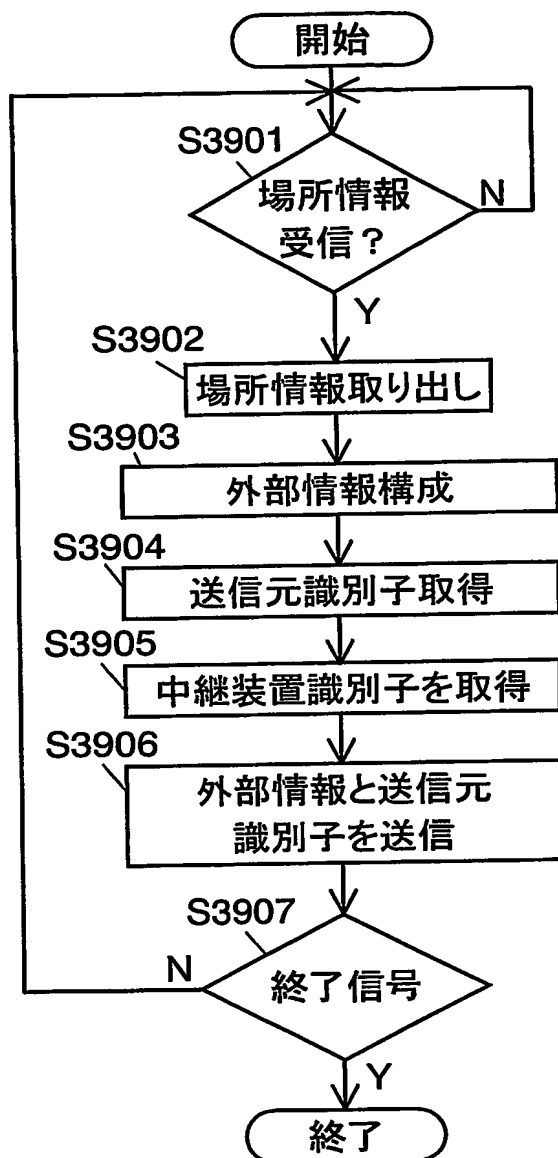 開始
S3901
場所情報
受信？
N
Y
S3902
場所情報取り出し
S3903
外部情報構成
S3904
送信元識別子取得
S3905
中継装置識別子を取得
S3906
外部情報と送信元
識別子を送信
S3907
N
終了信号
Y
終了